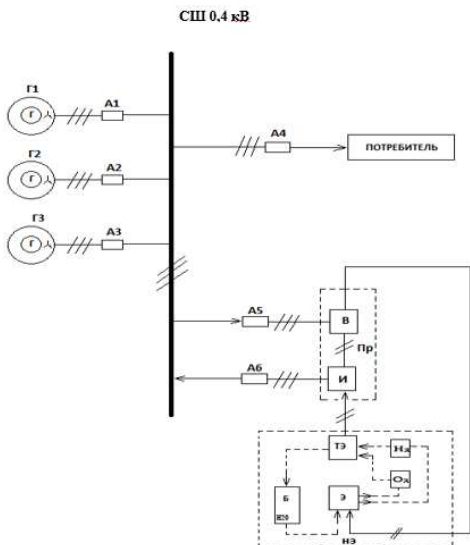 СШ 0,4 кВ
Г1
Г
А1
Г2
Г
А2
Г3
Г
А3
А4
ПОТРЕБИТЕЛЬ
А5
В
Пр
А6
И
ТЭ
Н₂
О₂
Б
H2O
Э
НЭ